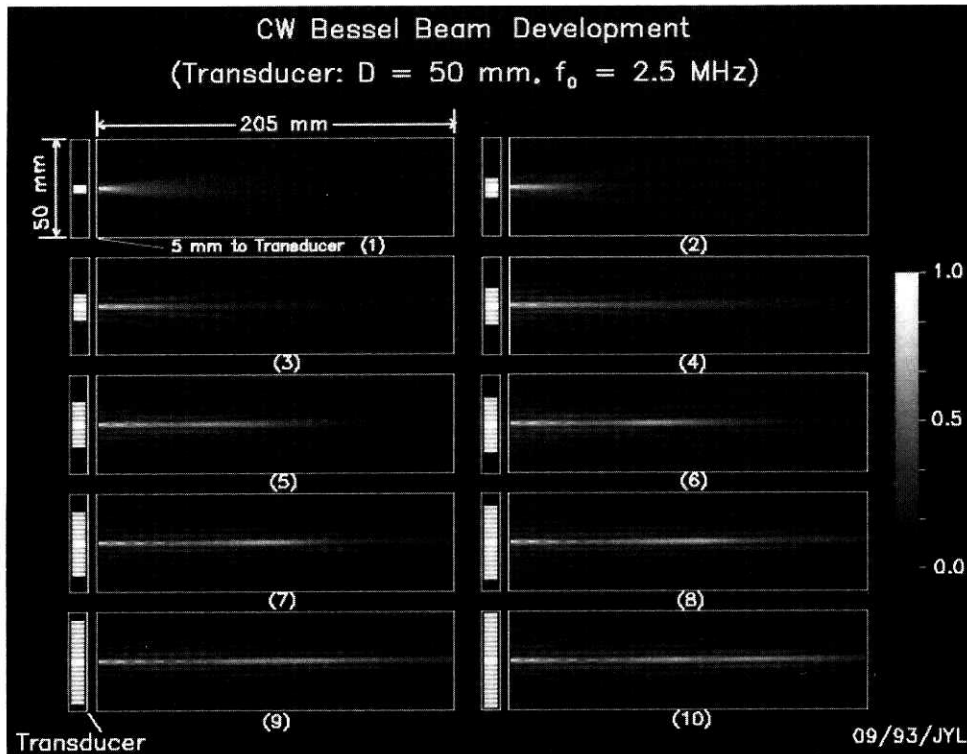 CW Bessel Beam Development
(Transducer: D = 50 mm, f₀ = 2.5 MHz)
205 mm
50 mm
5 mm to Transducer (1)
(2)
(3)
(4)
1.0
0.5
0.0
(5)
(6)
(7)
(8)
(9)
(10)
Transducer
09/93/JYL